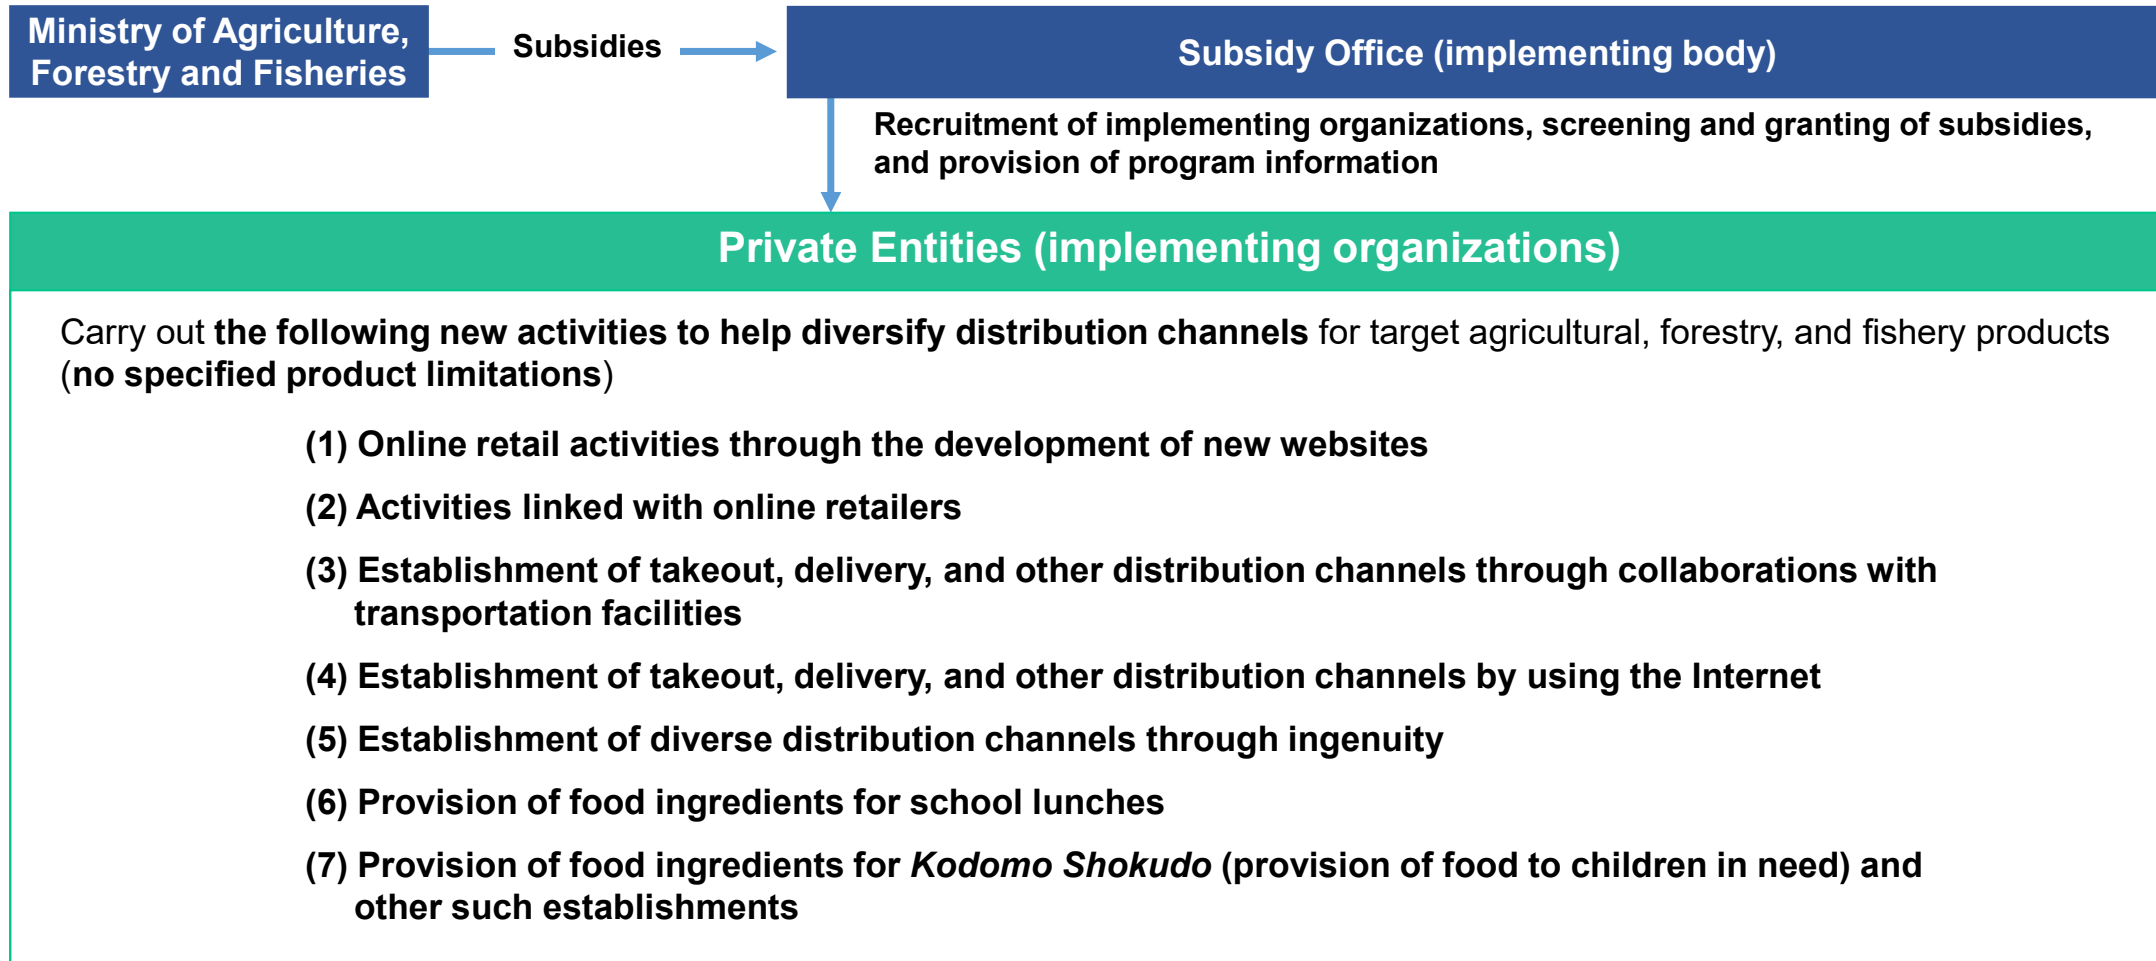 Ministry of Agriculture,
Forestry and Fisheries
Subsidies
Subsidy Office (implementing body)
Recruitment of implementing organizations, screening and granting of subsidies,
and provision of program information
Private Entities (implementing organizations)
Carry out the following new activities to help diversify distribution channels for target agricultural, forestry, and fishery products
(no specified product limitations)
(1) Online retail activities through the development of new websites
(2) Activities linked with online retailers
(3) Establishment of takeout, delivery, and other distribution channels through collaborations with
transportation facilities
(4) Establishment of takeout, delivery, and other distribution channels by using the Internet
(5) Establishment of diverse distribution channels through ingenuity
(6) Provision of food ingredients for school lunches
(7) Provision of food ingredients for Kodomo Shokudo (provision of food to children in need) and
other such establishments